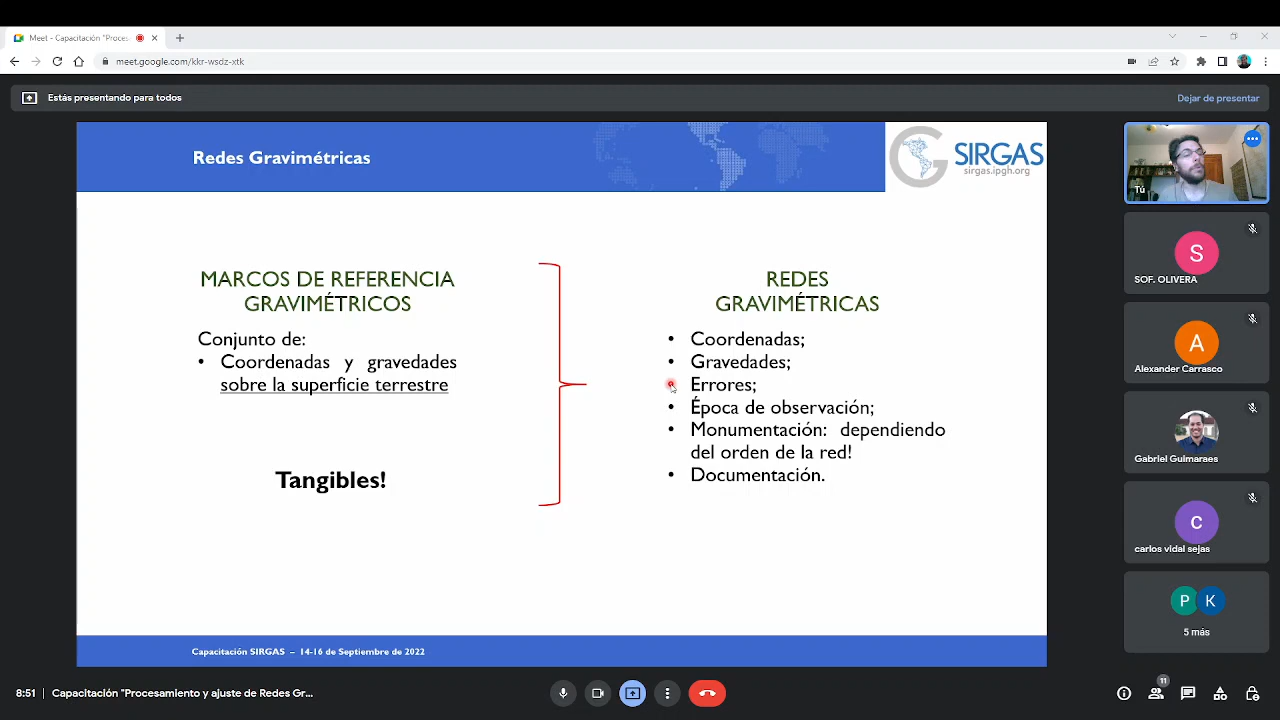 Meet - Capacitación "Proces
meet.google.com/kkr-wsdz-xtk
Estás presentando para todos
Dejar de presentar
Redes Gravimétricas
G
SIRGAS
sirgas.ipgh.org
MARCOS DE REFERENCIA
GRAVIMÉTRICOS
Conjunto de:
• Coordenadas y gravedades
sobre la superficie terrestre
Tangibles!
REDES
GRAVIMÉTRICAS
• Coordenadas;
• Gravedades;
• Errores;
• Época de observación;
• Monumentación: dependiendo
del orden de la red!
• Documentación.
Capacitación SIRGAS – 14-16 de Septiembre de 2022
Tú
S
SOF. OLIVERA
A
Alexander Carrasco
Gabriel Guimaraes
c
carlos vidal sejas
P K
5 más
8:51 | Capacitación "Procesamiento y ajuste de Redes Gr...
11